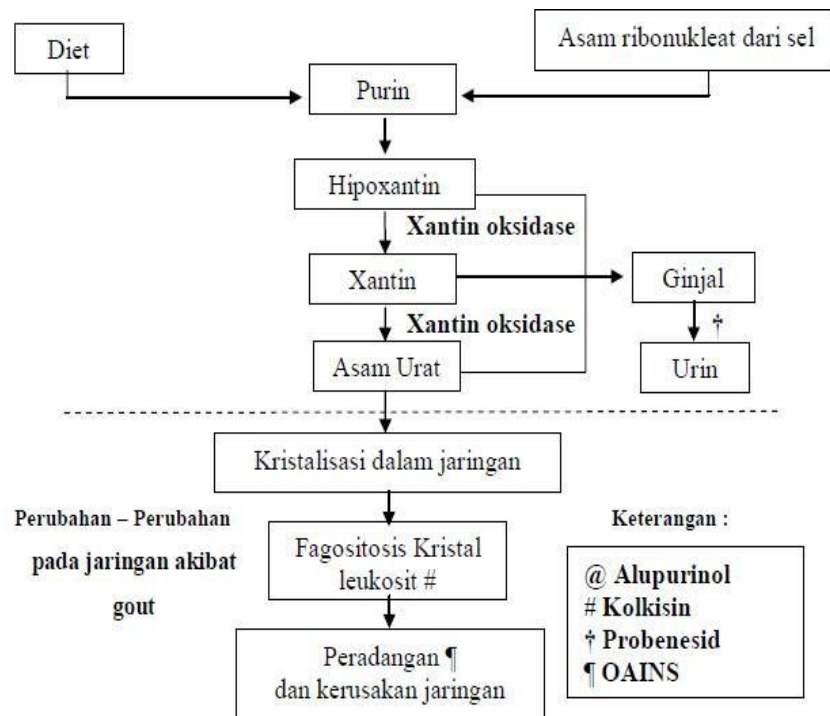 Diet
Asam ribonukleat dari sel
Purin
Hipoxantin
Xantin oksidase
Xantin
Ginjal
Xantin oksidase
†
Asam Urat
Urin
Kristalisasi dalam jaringan
Perubahan – Perubahan
pada jaringan akibat
gout
Fagositosis Kristal
leukosit #
Peradangan ¶
dan kerusakan jaringan
Keterangan :
@ Alupurinol
# Kolkisin
† Probenesid
¶ OAINS